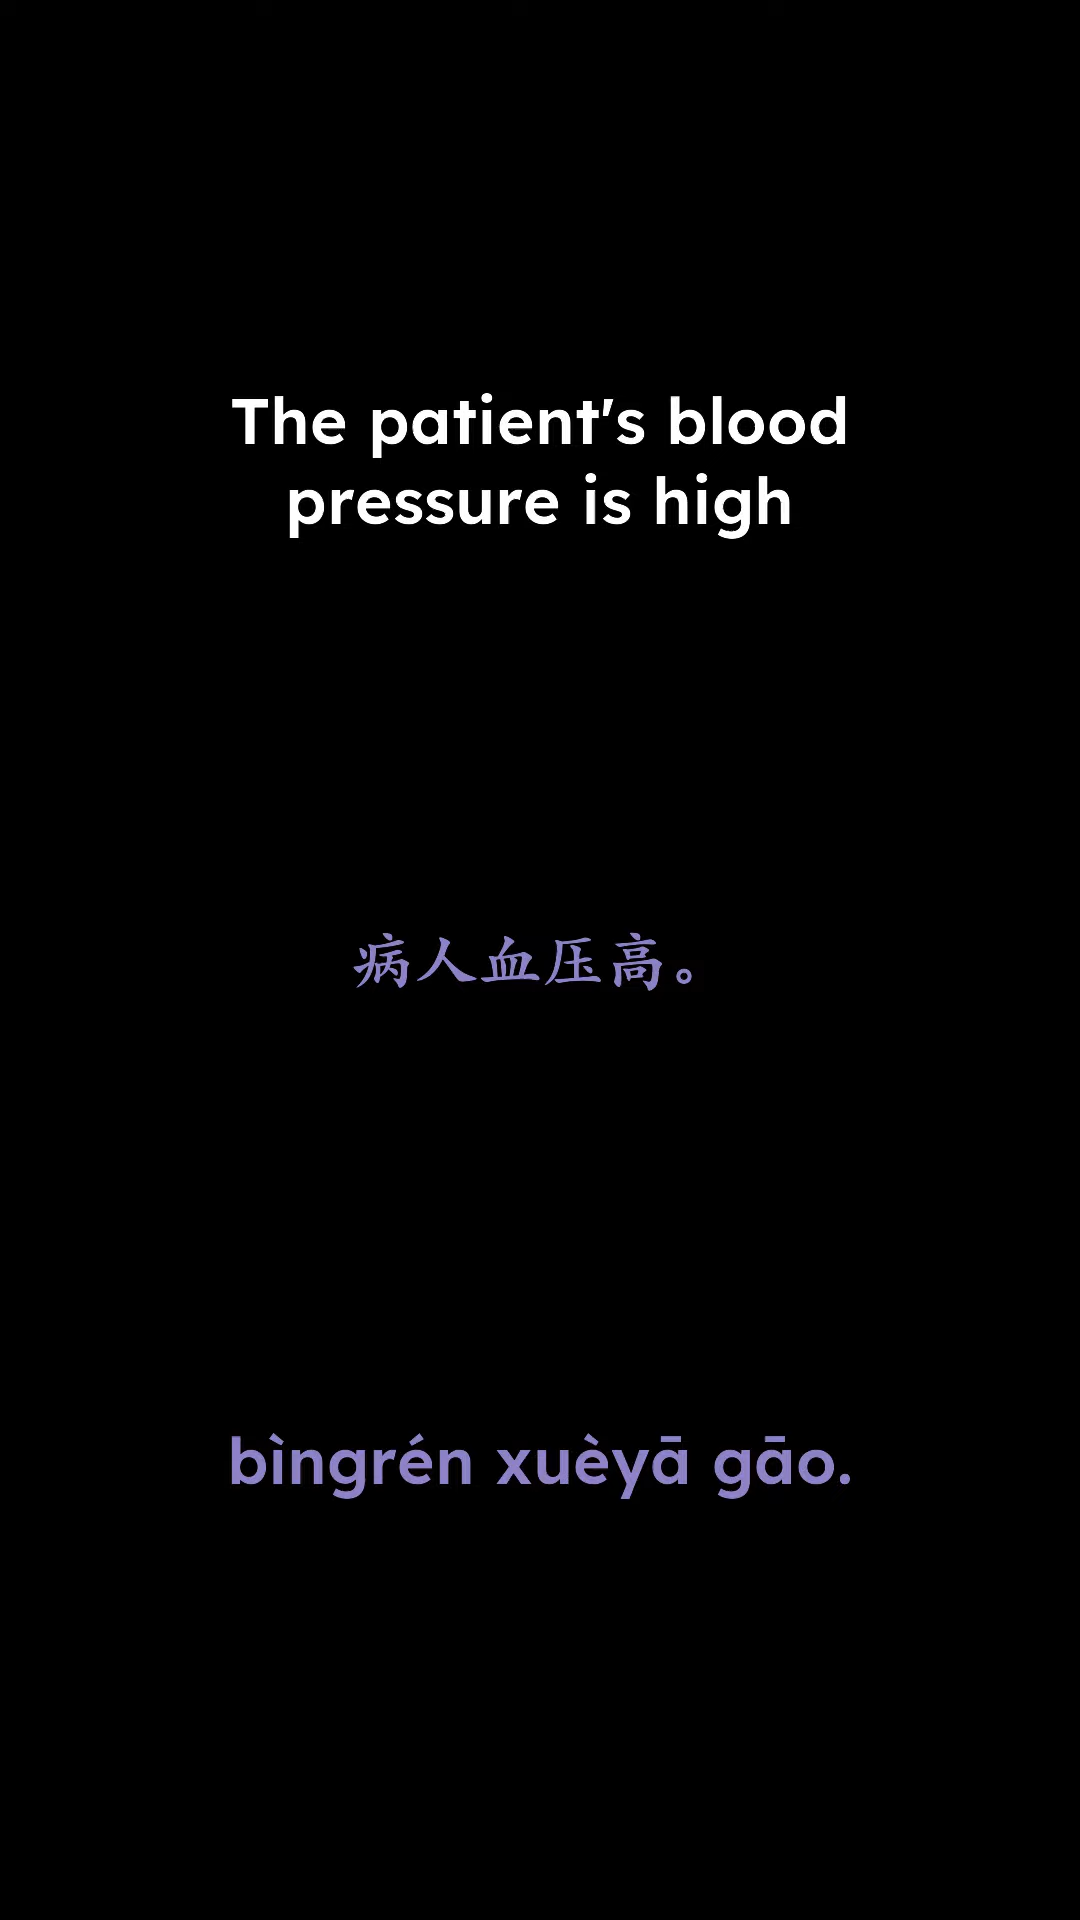 The patient's blood
pressure is high
病人血压高。
bìngrén xuèyā gāo.